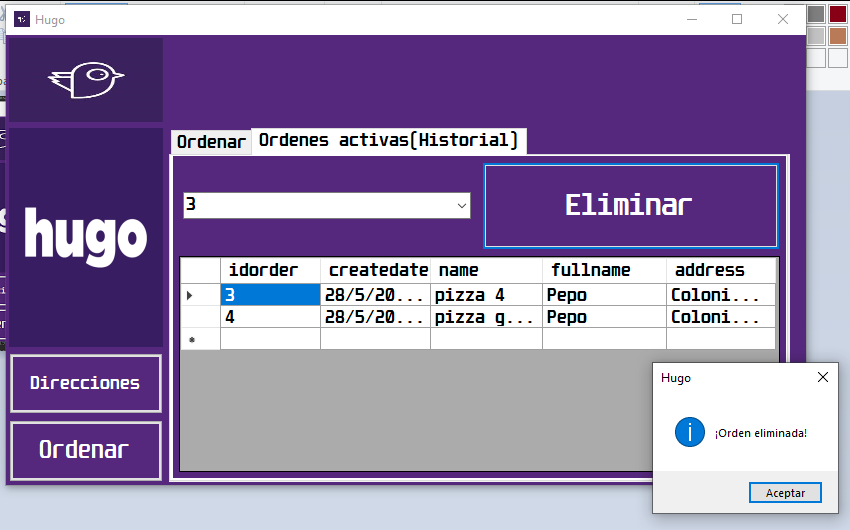 Hugo
Ordenar
Ordenes activas(Historial)
3
Eliminar
hugo
idorder createdate name fullname address
3 28/5/20... pizza 4 Pepo Coloni...
4 28/5/20... pizza g... Pepo Coloni...
*
Direcciones
Ordenar
Hugo
¡Orden eliminada!
Aceptar